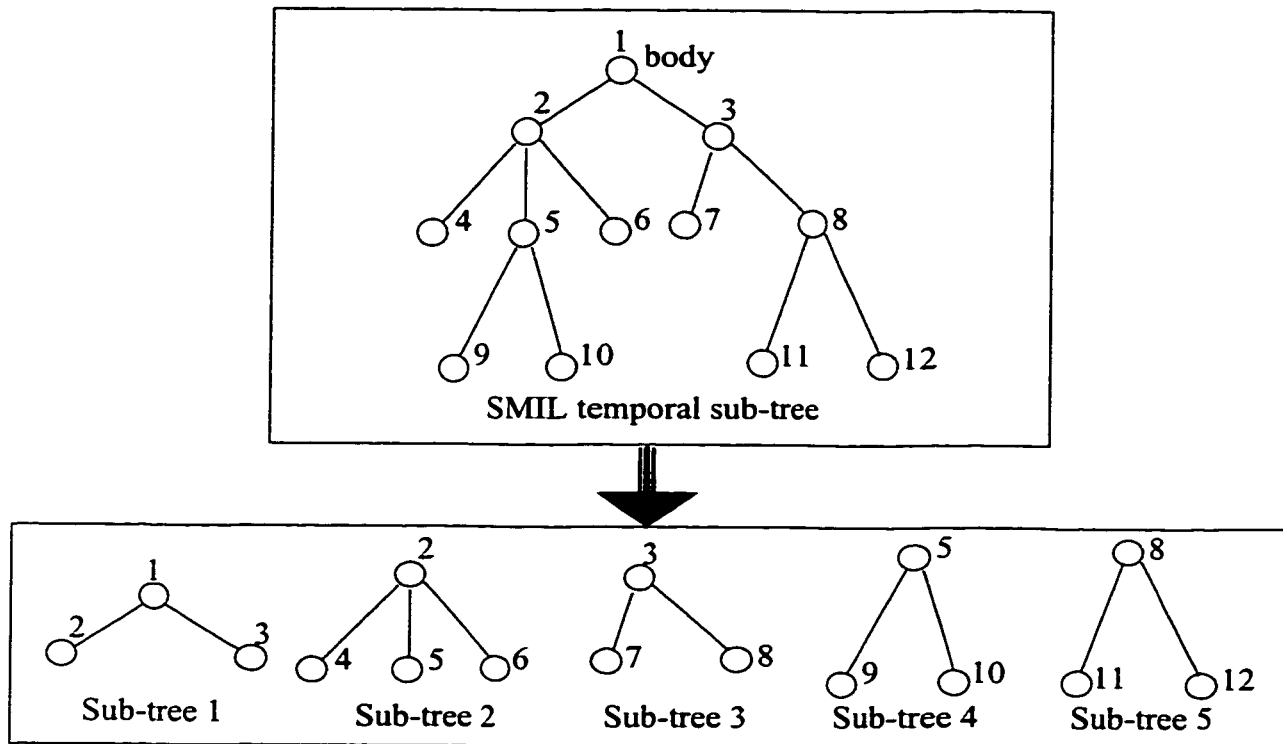 1 body
2 3
4 5 6 7 8
9 10 11 12
SMIL temporal sub-tree
1 2 3 5 8
2 3 4 5 6 7 8 9 10 11 12
Sub-tree 1 Sub-tree 2 Sub-tree 3 Sub-tree 4 Sub-tree 5